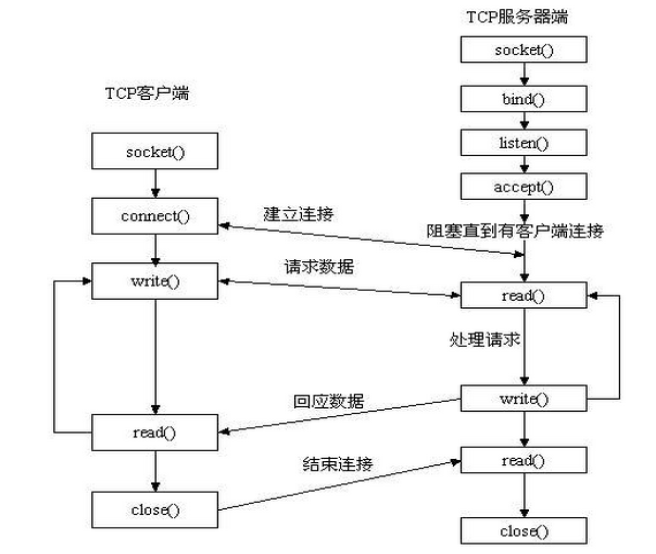 TCP服务器端
socket()
TCP客户端
bind()
listen()
socket()
accept()
connect()
建立连接
阻塞直到有客户端连接
请求数据
write()
read()
处理请求
回应数据
write()
read()
结束连接
read()
close()
close()